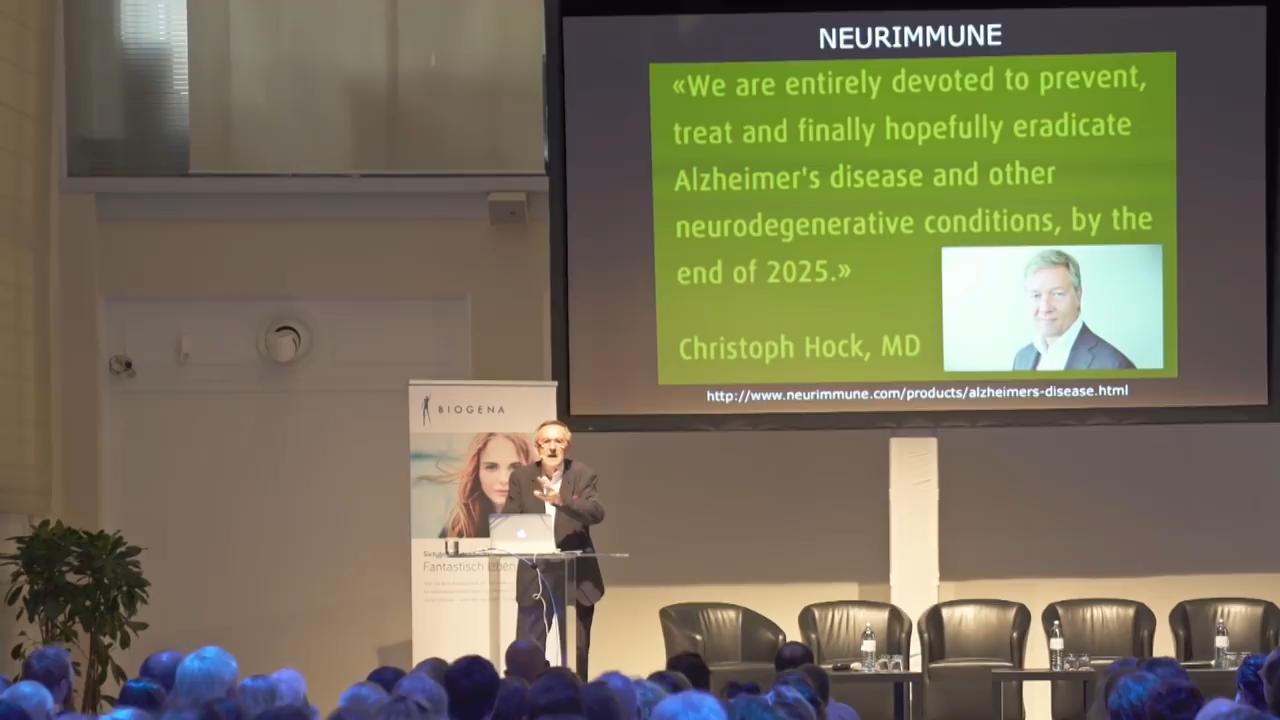 NEURIMMUNE
«We are entirely devoted to prevent,
treat and finally hopefully eradicate
Alzheimer's disease and other
neurodegenerative conditions, by the
end of 2025.»
Christoph Hock, MD
http://www.neurimmune.com/products/alzheimers-disease.html
BIOGENA
Fantastisch leben